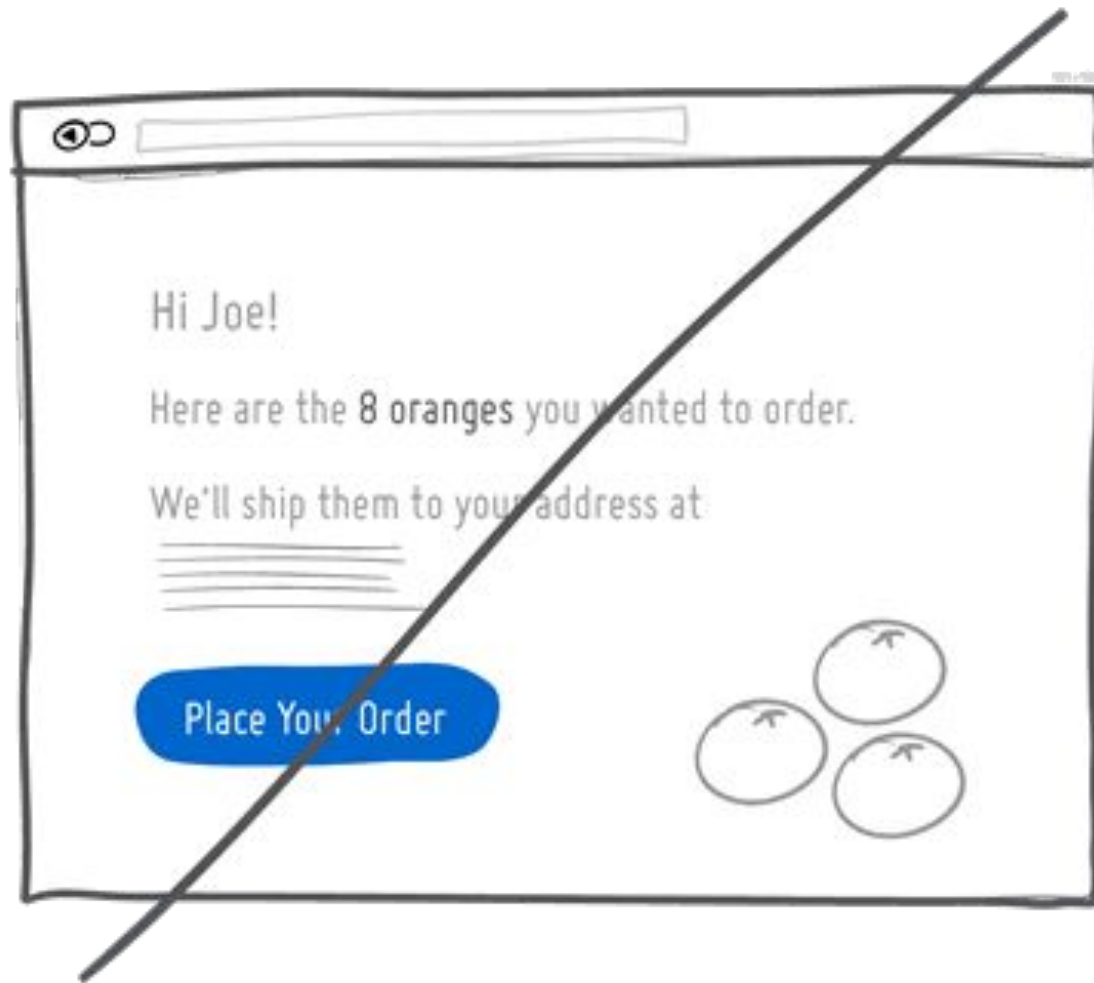 Hi Joe!
Here are the 8 oranges you wanted to order.
We'll ship them to your address at
Place Your Order